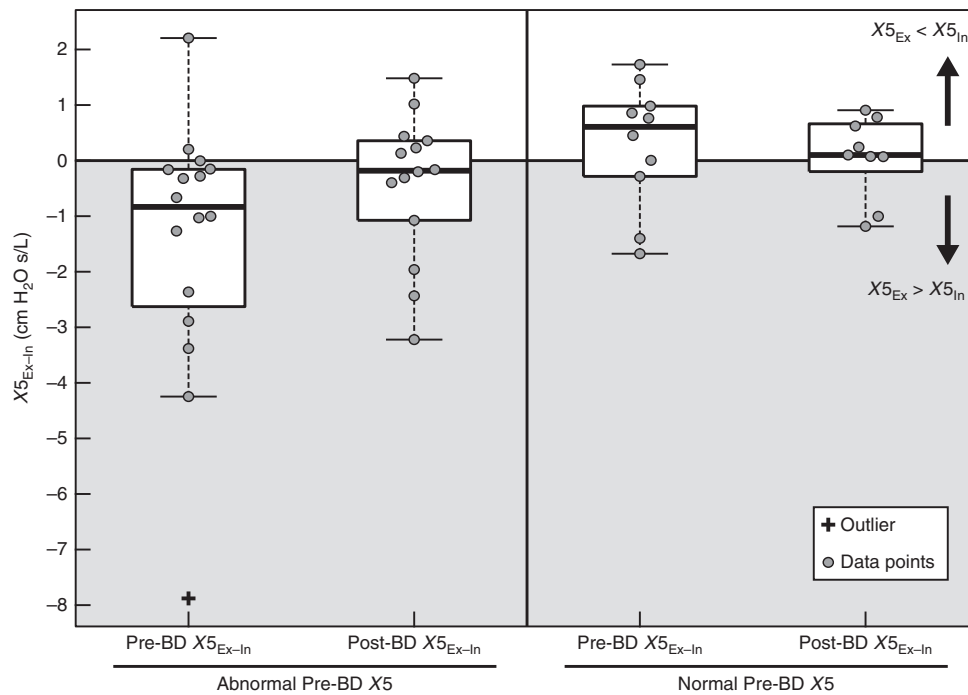 X5Ex–In (cm H2O s/L)
2
1
0
–1
–2
–3
–4
–5
–6
–7
–8
X5Ex < X5In
X5Ex > X5In
Outlier
Data points
Pre-BD X5Ex–In
Post-BD X5Ex–In
Pre-BD X5Ex–In
Post-BD X5Ex–In
Abnormal Pre-BD X5
Normal Pre-BD X5